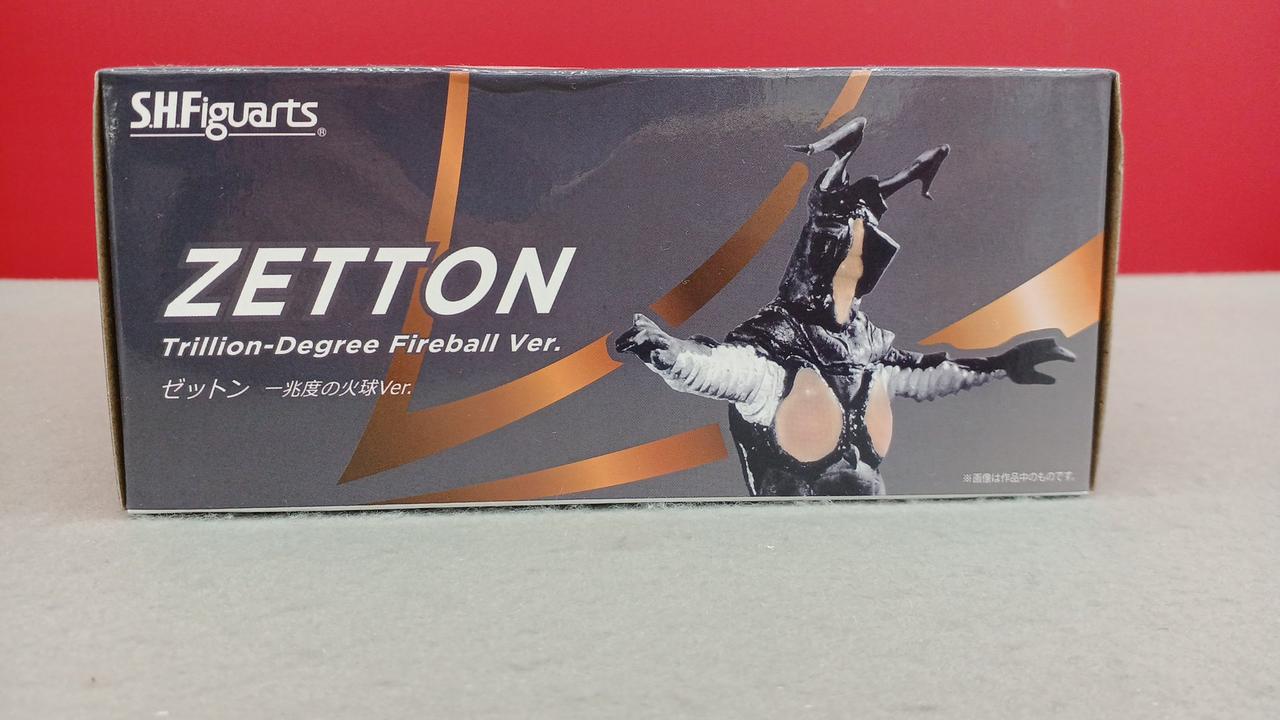 S.H.Figuarts®
ZETTON
Trillion-Degree Fireball Ver.
ゼットン 一兆度の火球Ver.
※画像は作品中のものです。